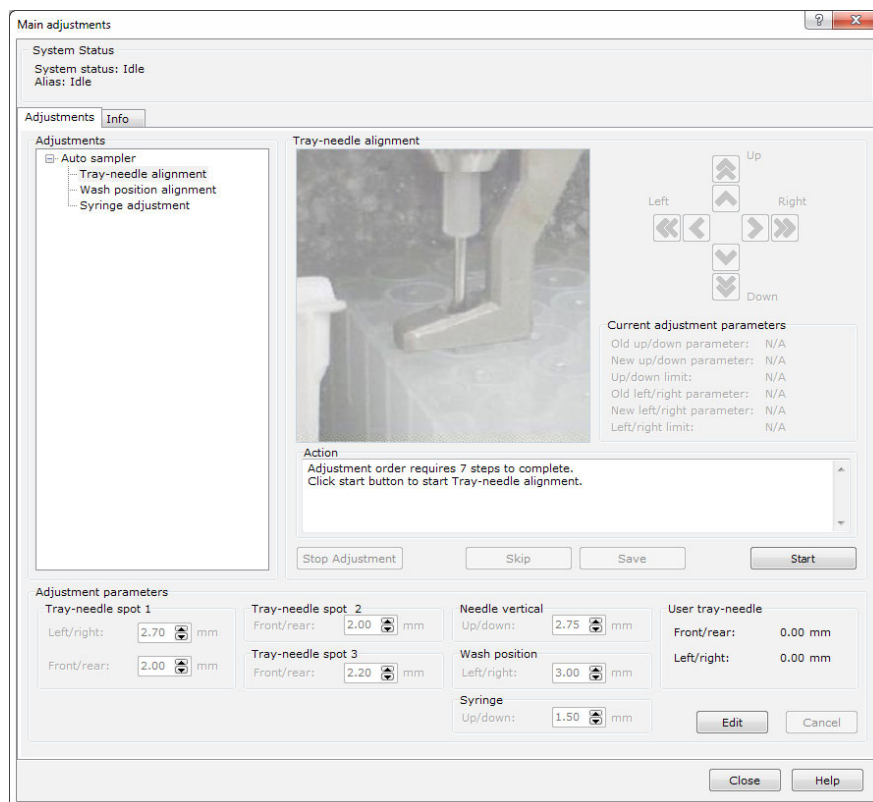 Main adjustments
System Status
System status: Idle
Alias: Idle
Adjustments
Info
Adjustments
Auto sampler
Tray-needle alignment
Wash position alignment
Syringe adjustment
Tray-needle alignment
Up
Left
Right
Down
Current adjustment parameters
Old up/down parameter: N/A
New up/down parameter: N/A
Up/down limit: N/A
Old left/right parameter: N/A
New left/right parameter: N/A
Left/right limit: N/A
Action
Adjustment order requires 7 steps to complete.
Click start button to start Tray-needle alignment.
Stop Adjustment
Skip
Save
Start
Adjustment parameters
Tray-needle spot 1
Left/right: 2.70 mm
Front/rear: 2.00 mm
Tray-needle spot 2
Front/rear: 2.00 mm
Tray-needle spot 3
Front/rear: 2.20 mm
Needle vertical
Up/down: 2.75 mm
Wash position
Left/right: 3.00 mm
Syringe
Up/down: 1.50 mm
User tray-needle
Front/rear: 0.00 mm
Left/right: 0.00 mm
Edit
Cancel
Close
Help